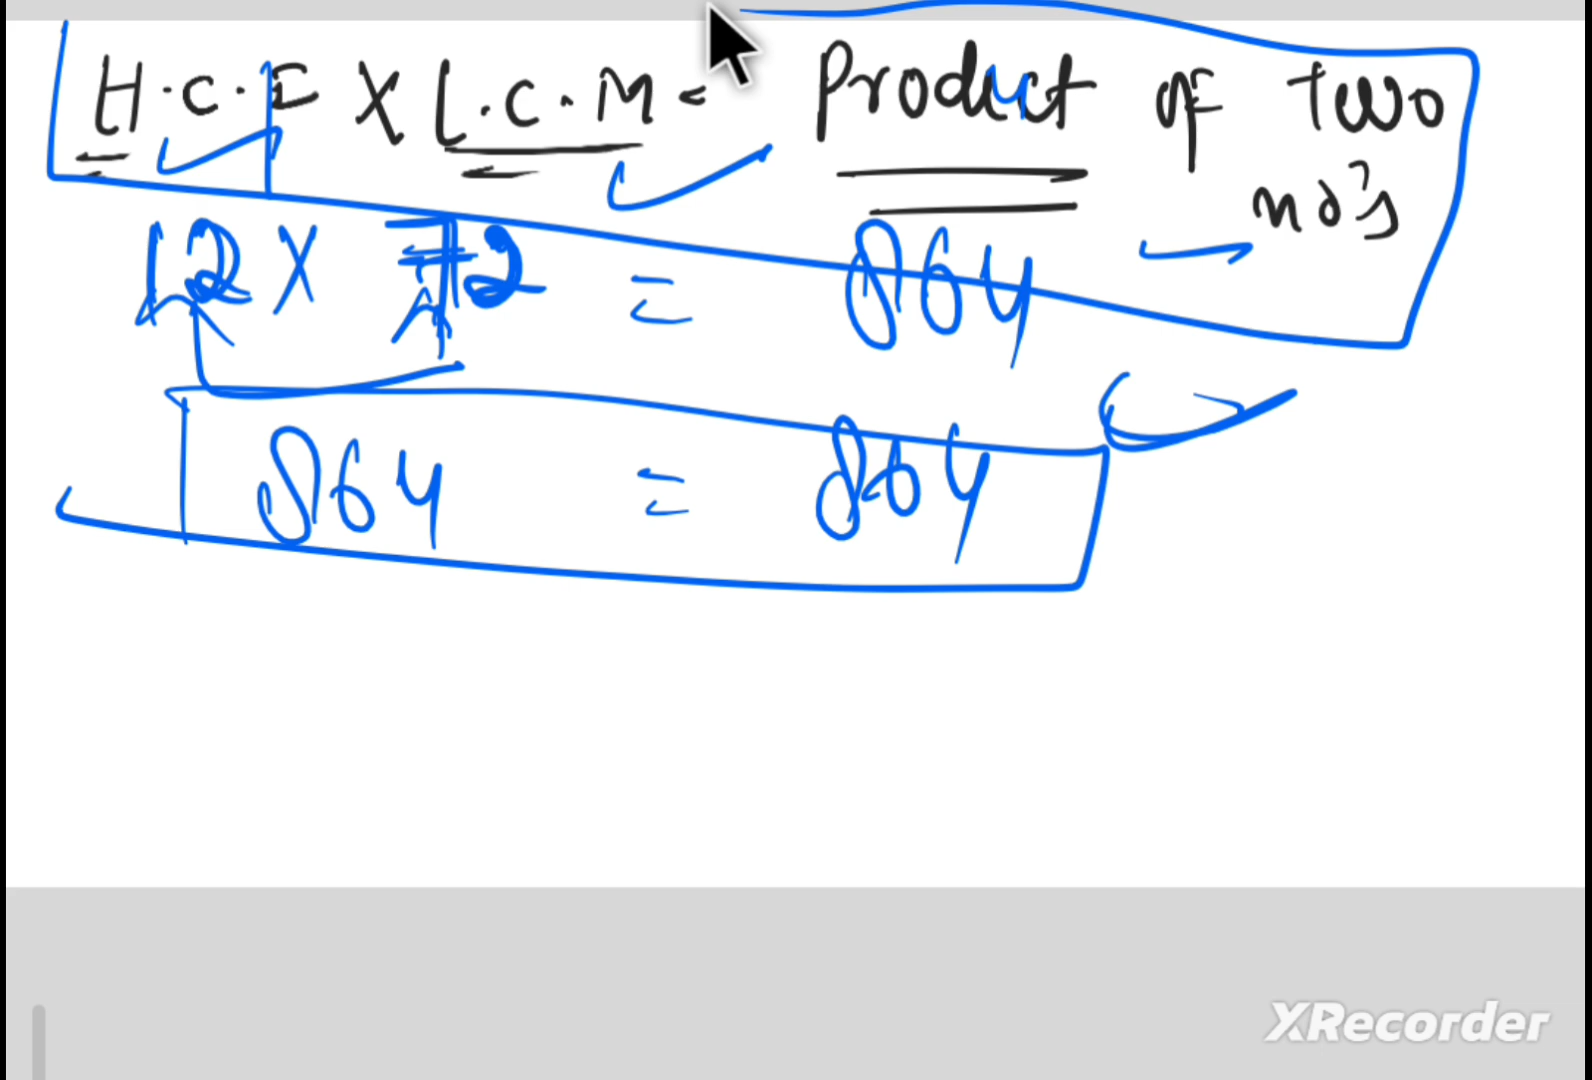 H.C.F X L.C.M = Product of Two
no's
12 X 72 = 864
864 = 864
XRecorder